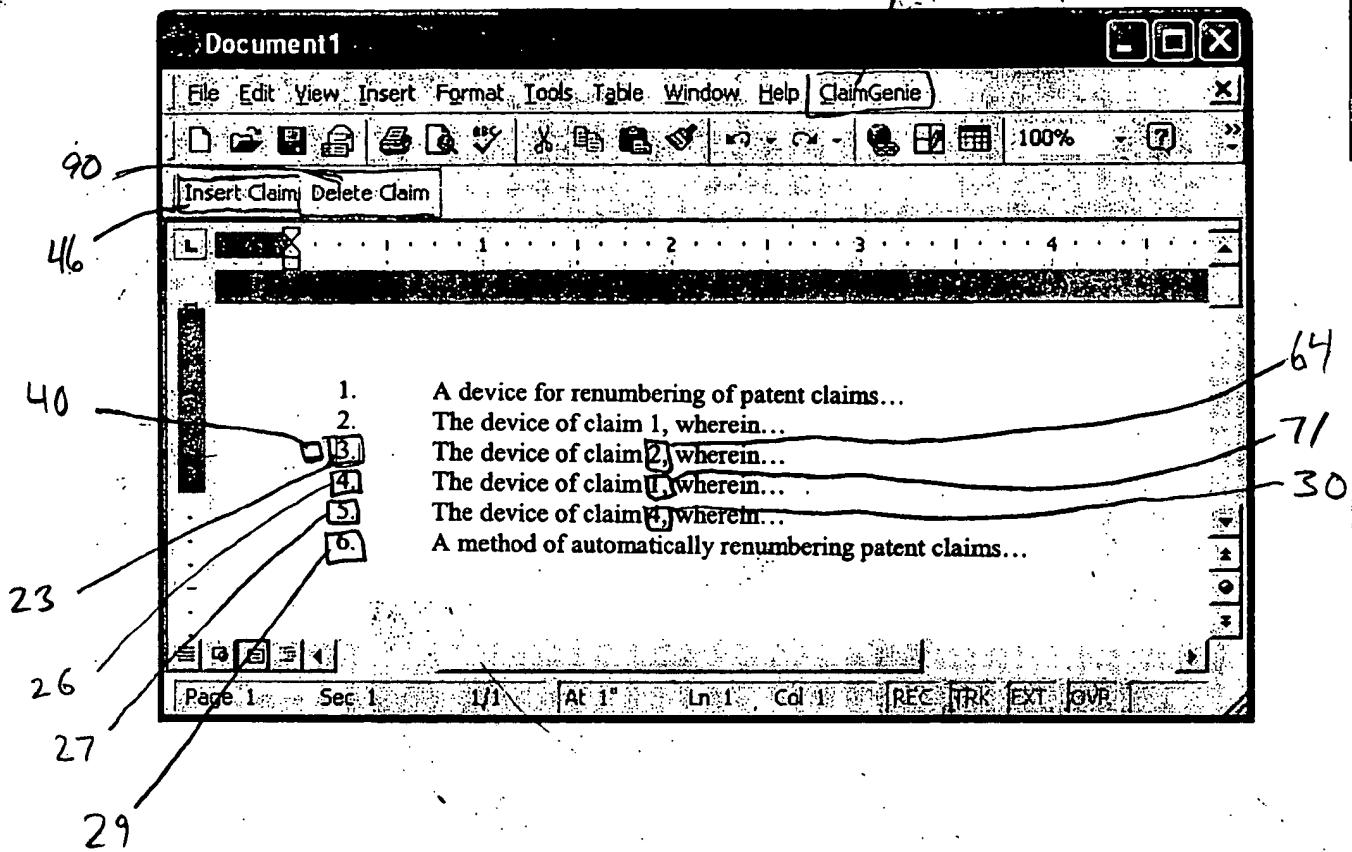 Document1
File Edit View Insert Format Tools Table Window Help ClaimGenie
ABC 100% ?
90
Insert Claim Delete Claim
46
L 1 2 3 4
64
40
1. A device for renumbering of patent claims...
2. The device of claim 1, wherein...
3. The device of claim 2, wherein...
71
4. The device of claim 1, wherein...
30
5. The device of claim 4, wherein...
6. A method of automatically renumbering patent claims...
23
26
27
29
Page 1 Sec 1 1/1 At 1" Ln 1 Col 1 REC TRK EXT OVR